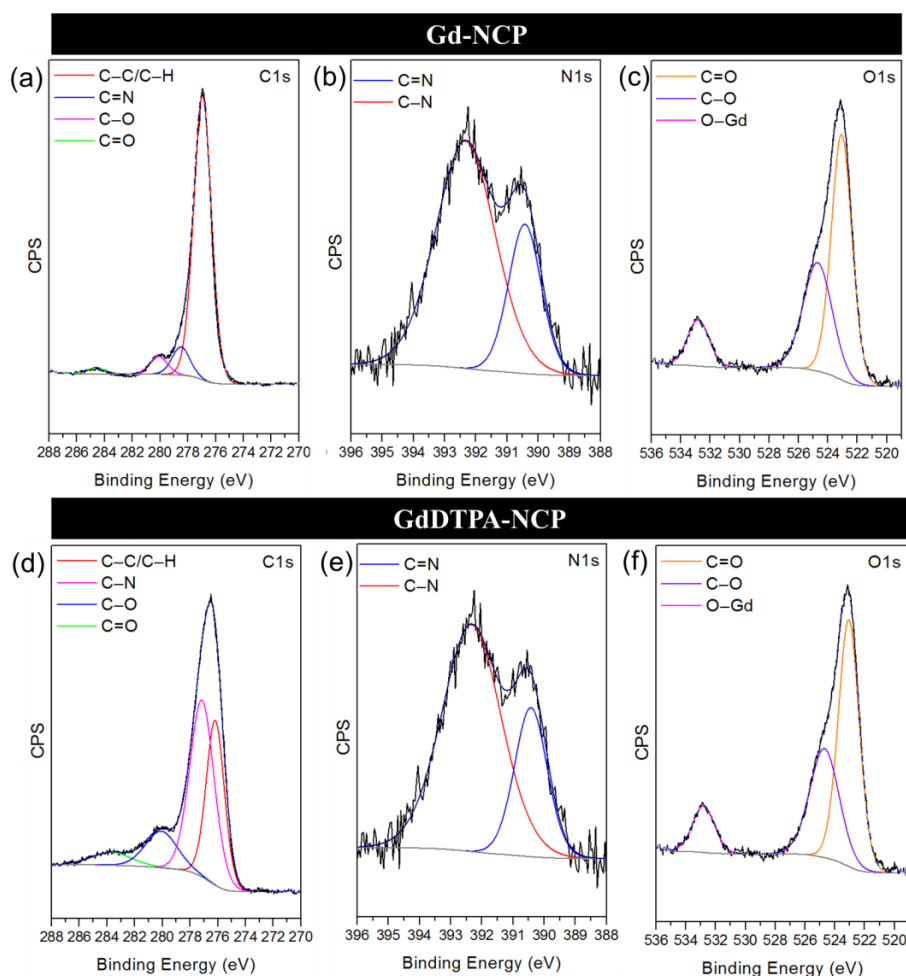 Gd-NCP
(a)
C–C/C–H
C=N
C–O
C=O
C1s
CPS
288 286 284 282 280 278 276 274 272 270
Binding Energy (eV)
(b)
C=N
C–N
N1s
396 395 394 393 392 391 390 389 388
Binding Energy (eV)
(c)
C=O
C–O
O–Gd
O1s
CPS
536 534 532 530 528 526 524 522 520
Binding Energy (eV)
GdDTPA-NCP
(d)
C–C/C–H
C–N
C–O
C=O
C1s
CPS
288 286 284 282 280 278 276 274 272 270
Binding Energy (eV)
(e)
C=N
C–N
N1s
CPS
396 395 394 393 392 391 390 389 388
Binding Energy (eV)
(f)
C=O
C–O
O–Gd
O1s
CPS
536 534 532 530 528 526 524 522 520
Binding Energy (eV)